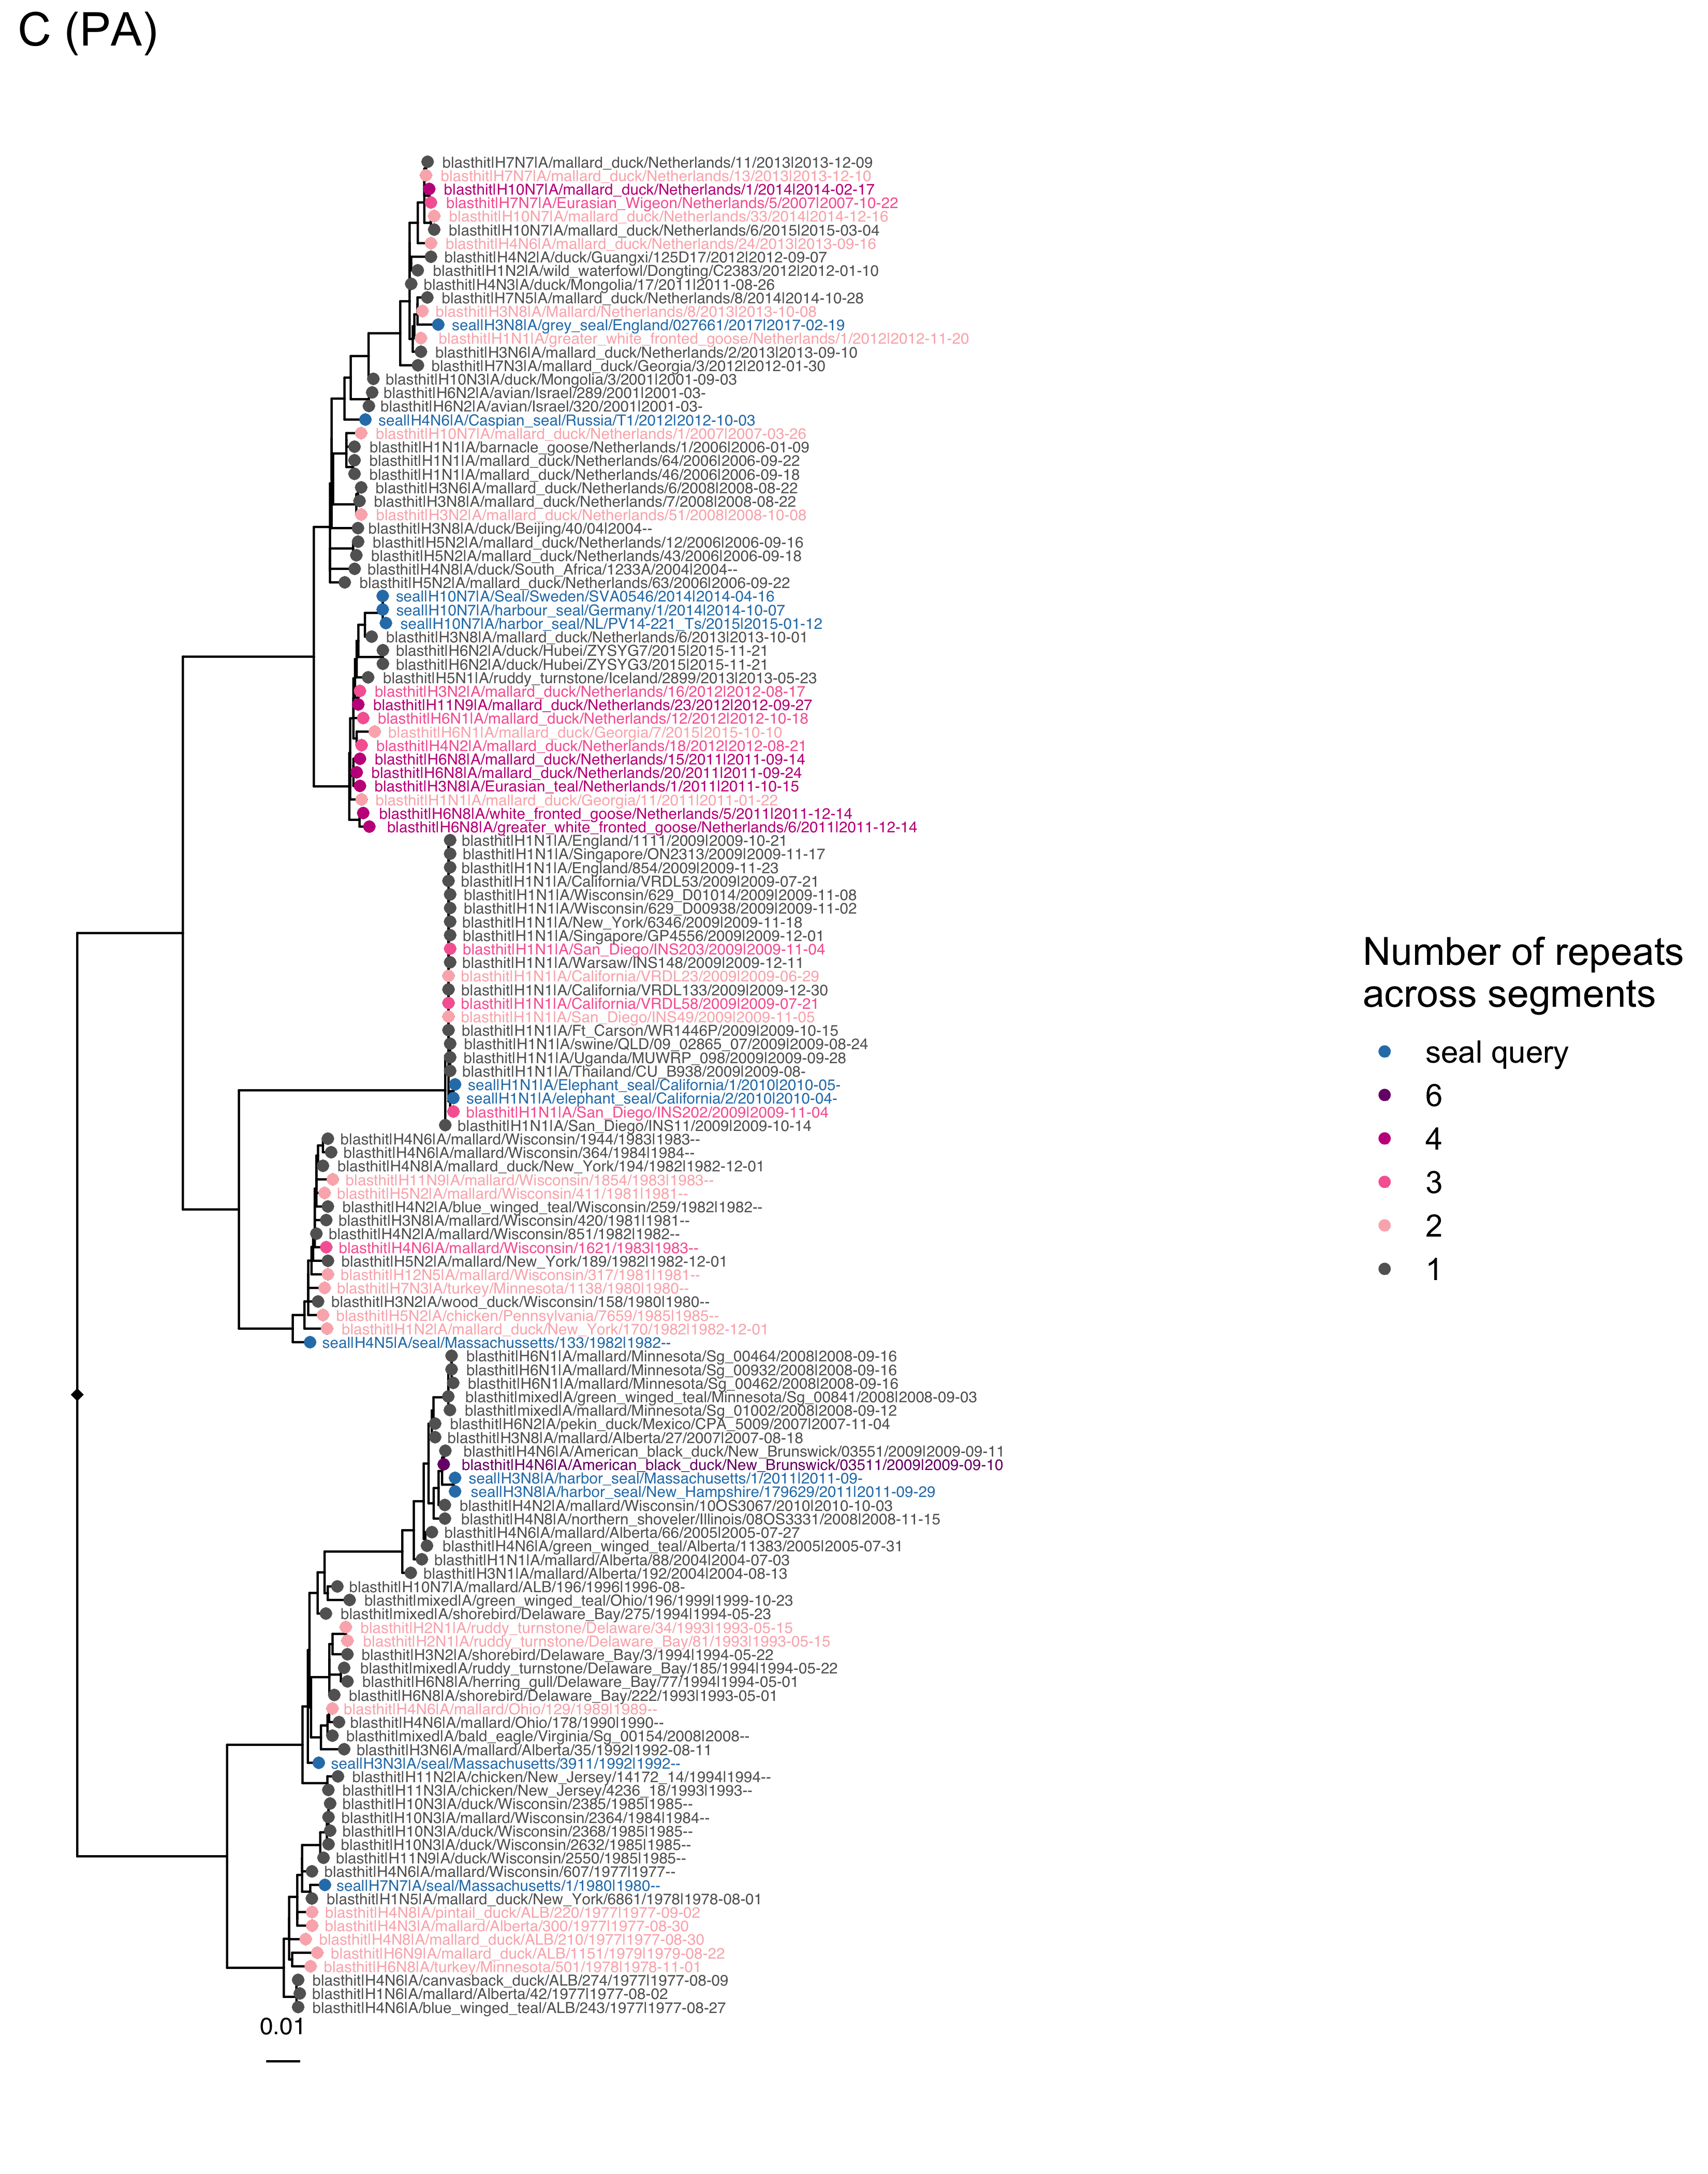 C (PA)
blasthit|H7N7|A/mallard_duck/Netherlands/11/2013|2013-12-09
blasthit|H7N7|A/mallard_duck/Netherlands/13/2013|2013-12-10
blasthit|H10N7|A/mallard_duck/Netherlands/1/2014|2014-02-17
blasthit|H7N7|A/Eurasian_Wigeon/Netherlands/5/2007|2007-10-22
blasthit|H10N7|A/mallard_duck/Netherlands/33/2014|2014-12-16
blasthit|H10N7|A/mallard_duck/Netherlands/6/2015|2015-03-04
blasthit|H4N6|A/mallard_duck/Netherlands/24/2013|2013-09-16
blasthit|H4N2|A/duck/Guangxi/125D17/2012|2012-09-07
blasthit|H1N2|A/wild_waterfowl/Dongting/C2383/2012|2012-01-10
blasthit|H4N3|A/duck/Mongolia/17/2011|2011-08-26
blasthit|H7N5|A/mallard_duck/Netherlands/8/2014|2014-10-28
blasthit|H3N8|A/Mallard/Netherlands/8/2013|2013-10-08
seal|H3N8|A/grey_seal/England/027661/2017|2017-02-19
blasthit|H1N1|A/greater_white_fronted_goose/Netherlands/1/2012|2012-11-20
blasthit|H3N6|A/mallard_duck/Netherlands/2/2013|2013-09-10
blasthit|H7N3|A/mallard_duck/Georgia/3/2012|2012-01-30
blasthit|H10N3|A/duck/Mongolia/3/2001|2001-09-03
blasthit|H6N2|A/avian/Israel/289/2001|2001-03-
blasthit|H6N2|A/avian/Israel/320/2001|2001-03-
seal|H4N6|A/Caspian_seal/Russia/T1/2012|2012-10-03
blasthit|H10N7|A/mallard_duck/Netherlands/1/2007|2007-03-26
blasthit|H1N1|A/barnacle_goose/Netherlands/1/2006|2006-01-09
blasthit|H1N1|A/mallard_duck/Netherlands/64/2006|2006-09-22
blasthit|H1N1|A/mallard_duck/Netherlands/46/2006|2006-09-18
blasthit|H3N6|A/mallard_duck/Netherlands/6/2008|2008-08-22
blasthit|H3N8|A/mallard_duck/Netherlands/7/2008|2008-08-22
blasthit|H3N2|A/mallard_duck/Netherlands/51/2008|2008-10-08
blasthit|H3N8|A/duck/Beijing/40/04|2004--
blasthit|H5N2|A/mallard_duck/Netherlands/12/2006|2006-09-16
blasthit|H5N2|A/mallard_duck/Netherlands/43/2006|2006-09-18
blasthit|H4N8|A/duck/South_Africa/1233A/2004|2004--
blasthit|H5N2|A/mallard_duck/Netherlands/63/2006|2006-09-22
seal|H10N7|A/Seal/Sweden/SVA0546/2014|2014-04-16
seal|H10N7|A/harbour_seal/Germany/1/2014|2014-10-07
seal|H10N7|A/harbor_seal/NL/PV14-221_Ts/2015|2015-01-12
blasthit|H3N8|A/mallard_duck/Netherlands/6/2013|2013-10-01
blasthit|H6N2|A/duck/Hubei/ZYSYG7/2015|2015-11-21
blasthit|H6N2|A/duck/Hubei/ZYSYG3/2015|2015-11-21
blasthit|H5N1|A/ruddy_turnstone/Iceland/2899/2013|2013-05-23
blasthit|H3N2|A/mallard_duck/Netherlands/16/2012|2012-08-17
blasthit|H11N9|A/mallard_duck/Netherlands/23/2012|2012-09-27
blasthit|H6N1|A/mallard_duck/Netherlands/12/2012|2012-10-18
blasthit|H6N1|A/mallard_duck/Georgia/7/2015|2015-10-10
blasthit|H4N2|A/mallard_duck/Netherlands/18/2012|2012-08-21
blasthit|H6N8|A/mallard_duck/Netherlands/15/2011|2011-09-14
blasthit|H6N8|A/mallard_duck/Netherlands/20/2011|2011-09-24
blasthit|H3N8|A/Eurasian_teal/Netherlands/1/2011|2011-10-15
blasthit|H1N1|A/mallard_duck/Georgia/11/2011|2011-01-22
blasthit|H6N8|A/white_fronted_goose/Netherlands/5/2011|2011-12-14
blasthit|H6N8|A/greater_white_fronted_goose/Netherlands/6/2011|2011-12-14
blasthit|H1N1|A/England/1111/2009|2009-10-21
blasthit|H1N1|A/Singapore/ON2313/2009|2009-11-17
blasthit|H1N1|A/England/854/2009|2009-11-23
blasthit|H1N1|A/California/VRDL53/2009|2009-07-21
blasthit|H1N1|A/Wisconsin/629_D01014/2009|2009-11-08
blasthit|H1N1|A/Wisconsin/629_D00938/2009|2009-11-02
blasthit|H1N1|A/New_York/6346/2009|2009-11-18
blasthit|H1N1|A/Singapore/GP4556/2009|2009-12-01
blasthit|H1N1|A/San_Diego/INS203/2009|2009-11-04
blasthit|H1N1|A/Warsaw/INS148/2009|2009-12-11
blasthit|H1N1|A/California/VRDL23/2009|2009-06-29
blasthit|H1N1|A/California/VRDL133/2009|2009-12-30
blasthit|H1N1|A/California/VRDL58/2009|2009-07-21
blasthit|H1N1|A/San_Diego/INS49/2009|2009-11-05
blasthit|H1N1|A/Ft_Carson/WR1446P/2009|2009-10-15
blasthit|H1N1|A/swine/QLD/09_02865_07/2009|2009-08-24
blasthit|H1N1|A/Uganda/MUWRP_098/2009|2009-09-28
blasthit|H1N1|A/Thailand/CU_B938/2009|2009-08-
seal|H1N1|A/Elephant_seal/California/1/2010|2010-05-
seal|H1N1|A/elephant_seal/California/2/2010|2010-04-
blasthit|H1N1|A/San_Diego/INS202/2009|2009-11-04
blasthit|H1N1|A/San_Diego/INS11/2009|2009-10-14
blasthit|H4N6|A/mallard/Wisconsin/1944/1983|1983--
blasthit|H4N6|A/mallard/Wisconsin/364/1984|1984--
blasthit|H4N8|A/mallard_duck/New_York/194/1982|1982-12-01
blasthit|H11N9|A/mallard/Wisconsin/1854/1983|1983--
blasthit|H5N2|A/mallard/Wisconsin/411/1981|1981--
blasthit|H4N2|A/blue_winged_teal/Wisconsin/259/1982|1982--
blasthit|H3N8|A/mallard/Wisconsin/420/1981|1981--
blasthit|H4N2|A/mallard/Wisconsin/851/1982|1982--
blasthit|H4N6|A/mallard/Wisconsin/1621/1983|1983--
blasthit|H5N2|A/mallard/New_York/189/1982|1982-12-01
blasthit|H12N5|A/mallard/Wisconsin/317/1981|1981--
blasthit|H7N3|A/turkey/Minnesota/1138/1980|1980--
blasthit|H3N2|A/wood_duck/Wisconsin/158/1980|1980--
blasthit|H5N2|A/chicken/Pennsylvania/7659/1985|1985--
blasthit|H1N2|A/mallard_duck/New_York/170/1982|1982-12-01
seal|H4N5|A/seal/Massachussetts/133/1982|1982--
blasthit|H6N1|A/mallard/Minnesota/Sg_00464/2008|2008-09-16
blasthit|H6N1|A/mallard/Minnesota/Sg_00932/2008|2008-09-16
blasthit|H6N1|A/mallard/Minnesota/Sg_00462/2008|2008-09-16
blasthit|mixed|A/green_winged_teal/Minnesota/Sg_00841/2008|2008-09-03
blasthit|mixed|A/mallard/Minnesota/Sg_01002/2008|2008-09-12
blasthit|H6N2|A/pekin_duck/Mexico/CPA_5009/2007|2007-11-04
blasthit|H3N8|A/mallard/Alberta/27/2007|2007-08-18
blasthit|H4N6|A/American_black_duck/New_Brunswick/03551/2009|2009-09-11
blasthit|H4N6|A/American_black_duck/New_Brunswick/03511/2009|2009-09-10
seal|H3N8|A/harbor_seal/Massachusetts/1/2011|2011-09-
seal|H3N8|A/harbor_seal/New_Hampshire/179629/2011|2011-09-29
blasthit|H4N2|A/mallard/Wisconsin/10OS3067/2010|2010-10-03
blasthit|H4N8|A/northern_shoveler/Illinois/08OS3331/2008|2008-11-15
blasthit|H4N6|A/mallard/Alberta/66/2005|2005-07-27
blasthit|H4N6|A/green_winged_teal/Alberta/11383/2005|2005-07-31
blasthit|H1N1|A/mallard/Alberta/88/2004|2004-07-03
blasthit|H3N1|A/mallard/Alberta/192/2004|2004-08-13
blasthit|H10N7|A/mallard/ALB/196/1996|1996-08-
blasthit|mixed|A/green_winged_teal/Ohio/196/1999|1999-10-23
blasthit|mixed|A/shorebird/Delaware_Bay/275/1994|1994-05-23
blasthit|H2N1|A/ruddy_turnstone/Delaware/34/1993|1993-05-15
blasthit|H2N1|A/ruddy_turnstone/Delaware_Bay/81/1993|1993-05-15
blasthit|H3N2|A/shorebird/Delaware_Bay/3/1994|1994-05-22
blasthit|mixed|A/ruddy_turnstone/Delaware_Bay/185/1994|1994-05-22
blasthit|H6N8|A/herring_gull/Delaware_Bay/77/1994|1994-05-01
blasthit|H6N8|A/shorebird/Delaware_Bay/222/1993|1993-05-01
blasthit|H4N6|A/mallard/Ohio/129/1989|1989--
blasthit|H4N6|A/mallard/Ohio/178/1990|1990--
blasthit|mixed|A/bald_eagle/Virginia/Sg_00154/2008|2008--
blasthit|H3N6|A/mallard/Alberta/35/1992|1992-08-11
seal|H3N3|A/seal/Massachusetts/3911/1992|1992--
blasthit|H11N2|A/chicken/New_Jersey/14172_14/1994|1994--
blasthit|H11N3|A/chicken/New_Jersey/4236_18/1993|1993--
blasthit|H10N3|A/duck/Wisconsin/2385/1985|1985--
blasthit|H10N3|A/mallard/Wisconsin/2364/1984|1984--
blasthit|H10N3|A/duck/Wisconsin/2368/1985|1985--
blasthit|H10N3|A/duck/Wisconsin/2632/1985|1985--
blasthit|H11N9|A/duck/Wisconsin/2550/1985|1985--
blasthit|H4N6|A/mallard/Wisconsin/607/1977|1977--
seal|H7N7|A/seal/Massachusetts/1/1980|1980--
blasthit|H1N5|A/mallard_duck/New_York/6861/1978|1978-08-01
blasthit|H4N8|A/pintail_duck/ALB/220/1977|1977-09-02
blasthit|H4N3|A/mallard/Alberta/300/1977|1977-08-30
blasthit|H4N8|A/mallard_duck/ALB/210/1977|1977-08-30
blasthit|H6N9|A/mallard_duck/ALB/1151/1979|1979-08-22
blasthit|H6N8|A/turkey/Minnesota/501/1978|1978-11-01
blasthit|H4N6|A/canvasback_duck/ALB/274/1977|1977-08-09
blasthit|H1N6|A/mallard/Alberta/42/1977|1977-08-02
blasthit|H4N6|A/blue_winged_teal/ALB/243/1977|1977-08-27
0.01
Number of repeats
across segments
seal query
6
4
3
2
1